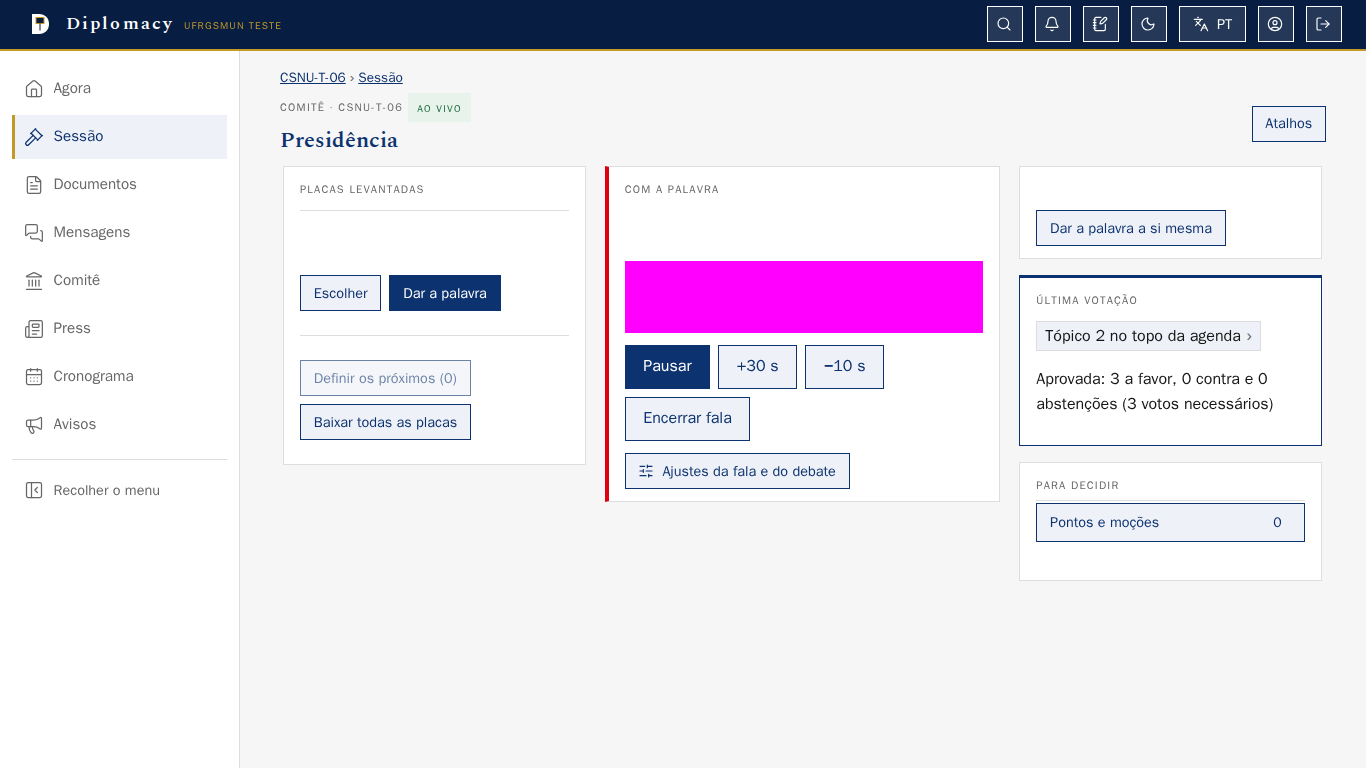 Diplomacy UFRGSMUN TESTE
PT
Agora
Sessão
Documentos
Mensagens
Comitê
Press
Cronograma
Avisos
Recolher o menu
CSNU-T-06 › Sessão
COMITÊ · CSNU-T-06 AO VIVO
Presidência
Atalhos
PLACAS LEVANTADAS
Escolher
Dar a palavra
Definir os próximos (0)
Baixar todas as placas
COM A PALAVRA
Pausar
+30 s
−10 s
Encerrar fala
Ajustes da fala e do debate
Dar a palavra a si mesma
ÚLTIMA VOTAÇÃO
Tópico 2 no topo da agenda ›
Aprovada: 3 a favor, 0 contra e 0
abstenções (3 votos necessários)
PARA DECIDIR
Pontos e moções 0